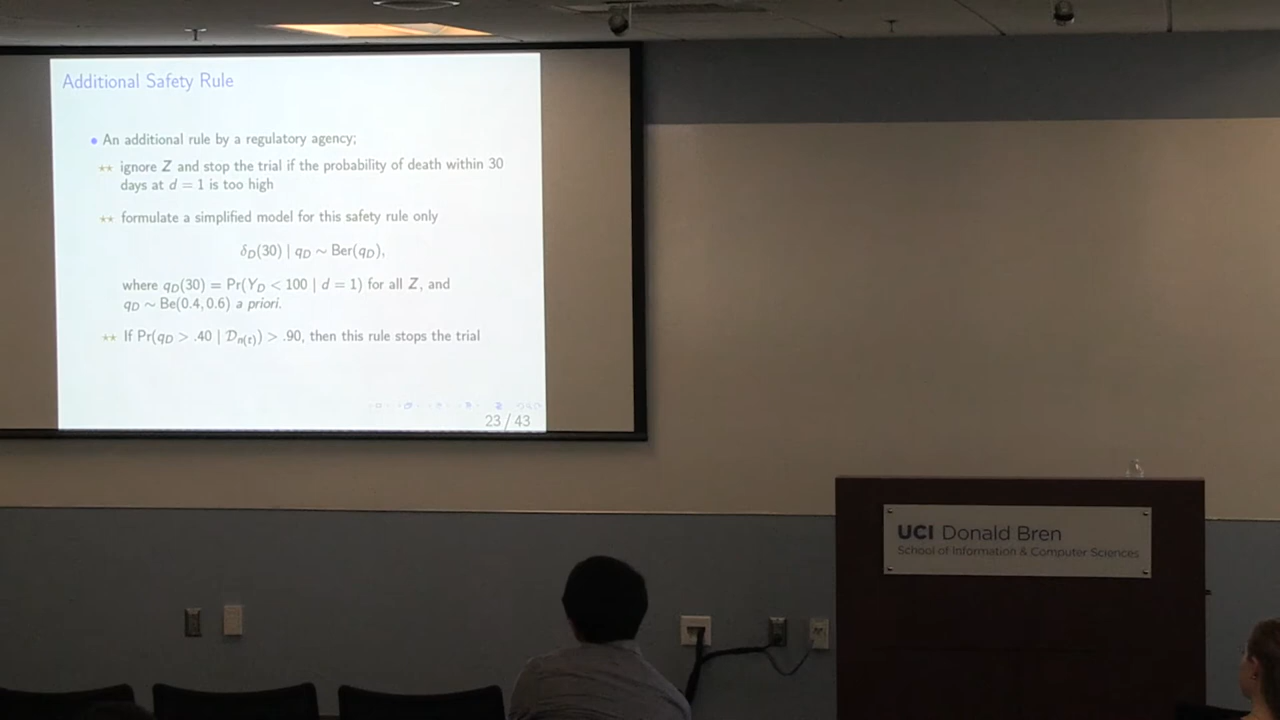 Additional Safety Rule
• An additional rule by a regulatory agency;
⋆⋆ ignore Z and stop the trial if the probability of death within 30
days at d = 1 is too high
⋆⋆ formulate a simplified model for this safety rule only
δ_D(30) | q_D ∼ Ber(q_D),
where q_D(30) = Pr(Y_D < 100 | d = 1) for all Z, and
q_D ∼ Be(0.4, 0.6) a priori.
⋆⋆ If Pr(q_D > .40 | 𝒟_n(t)) > .90, then this rule stops the trial
23 / 43
UCI Donald Bren
School of Information & Computer Sciences